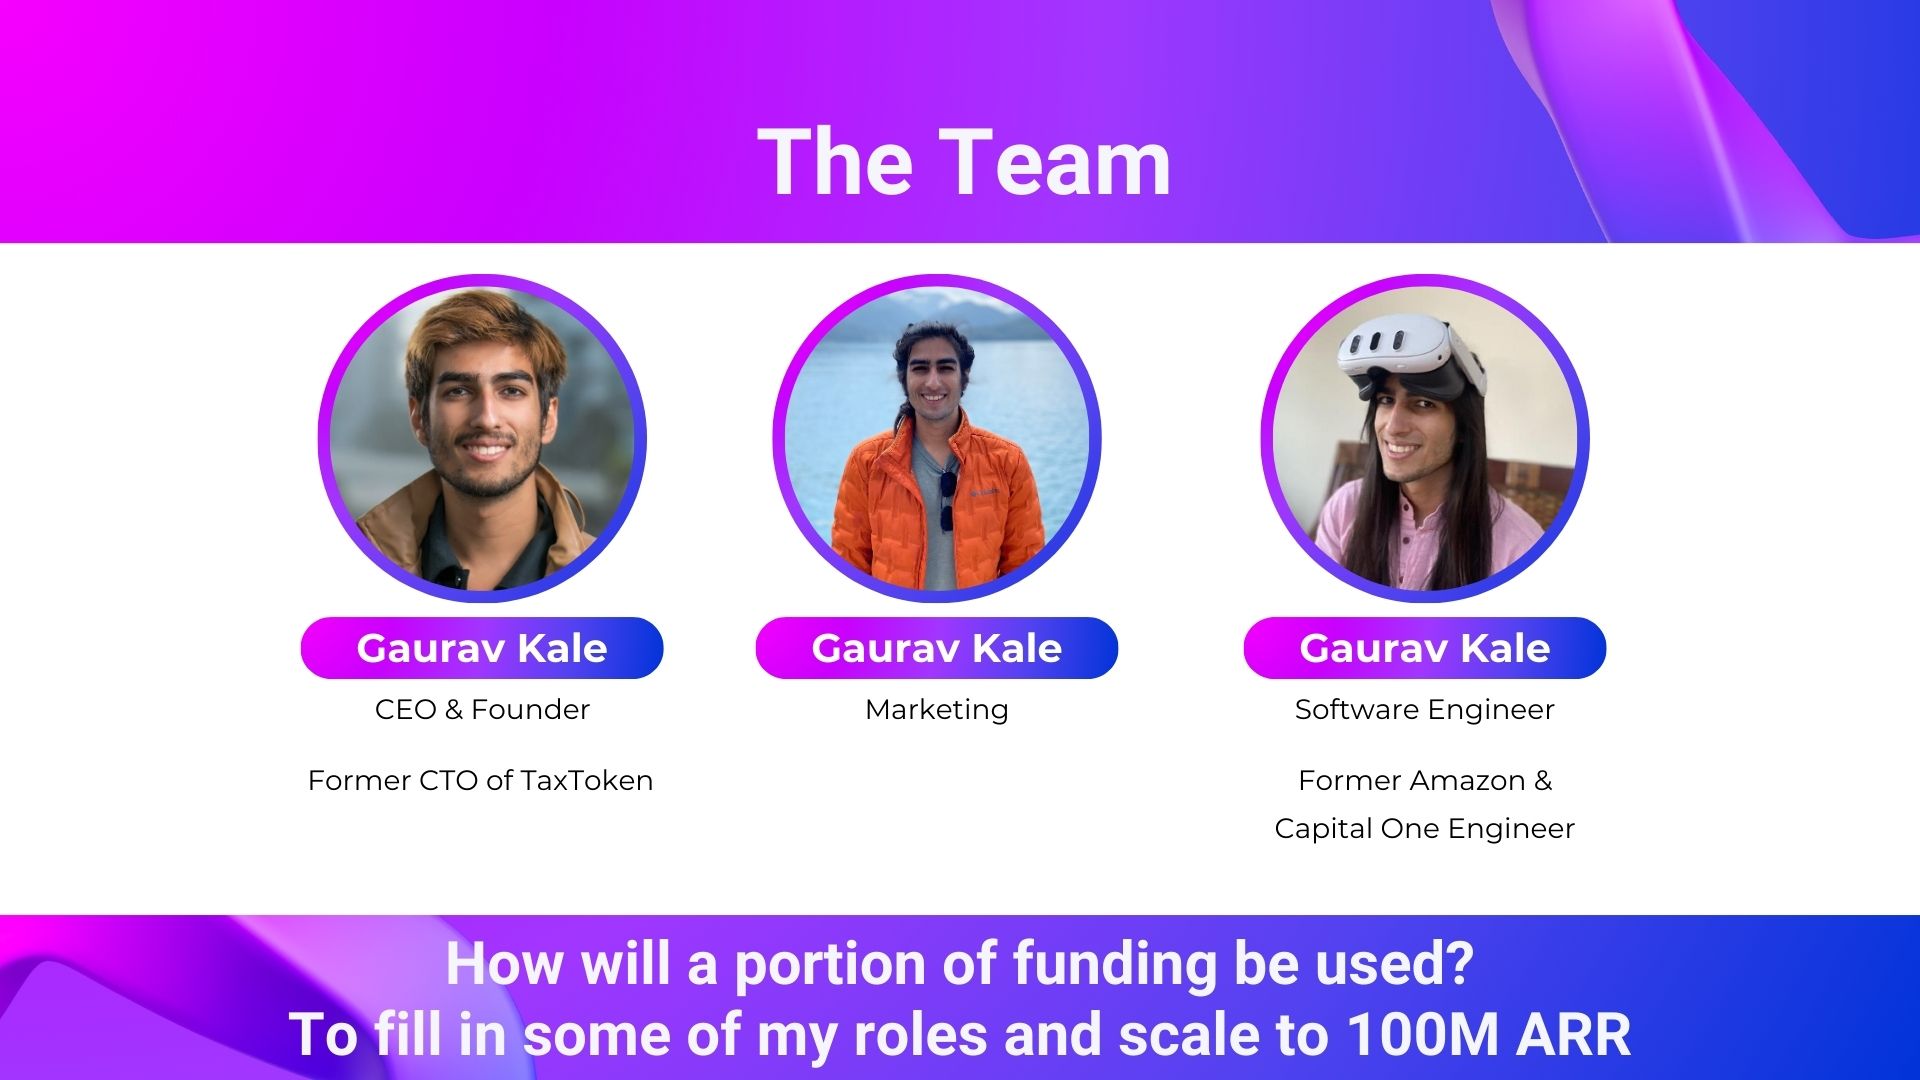 The Team
Gaurav Kale
CEO & Founder
Former CTO of TaxToken
Gaurav Kale
Marketing
Gaurav Kale
Software Engineer
Former Amazon &
Capital One Engineer
How will a portion of funding be used?
To fill in some of my roles and scale to 100M ARR